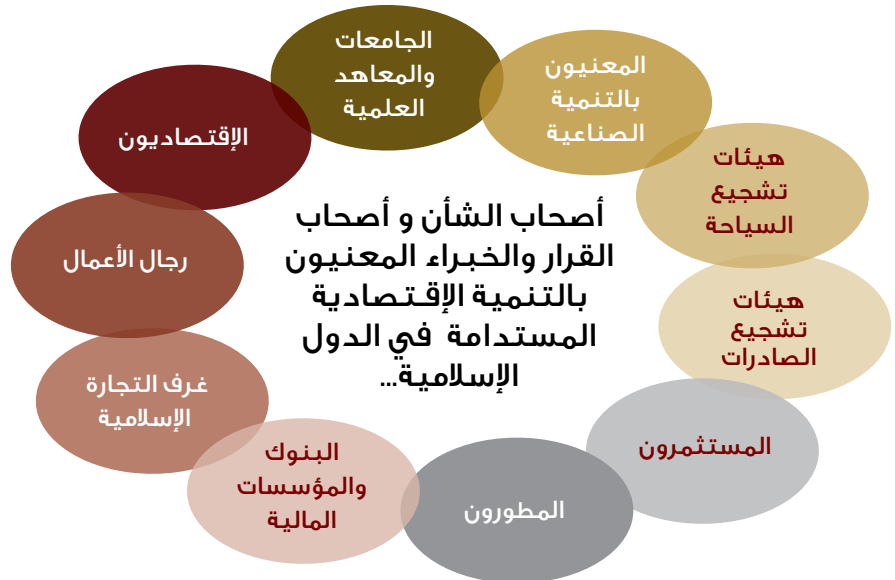 أصحاب الشأن و أصحاب
القرار والخبراء المعنيون
بالتنمية الإقتصادية
المستدامة في الدول
الإسلامية...
الجامعات
والمعاهد
العلمية
المعنيون
بالتنمية
الصناعية
هيئات
تشجيع
السياحة
هيئات
تشجيع
الصادرات
المستثمرون
المطورون
البنوك
والمؤسسات
المالية
غرف التجارة
الإسلامية
رجال الأعمال
الإقتصاديون